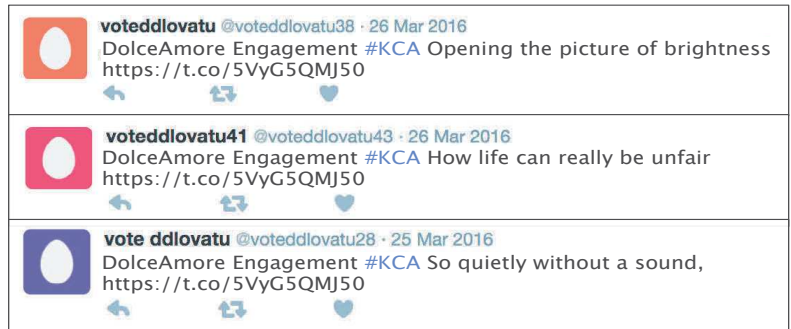 voteddlovatu @voteddlovatu38 · 26 Mar 2016
DolceAmore Engagement #KCA Opening the picture of brightness
https://t.co/5VyG5QMJ50
voteddlovatu41 @voteddlovatu43 · 26 Mar 2016
DolceAmore Engagement #KCA How life can really be unfair
https://t.co/5VyG5QMJ50
vote ddlovatu @voteddlovatu28 · 25 Mar 2016
DolceAmore Engagement #KCA So quietly without a sound,
https://t.co/5VyG5QMJ50